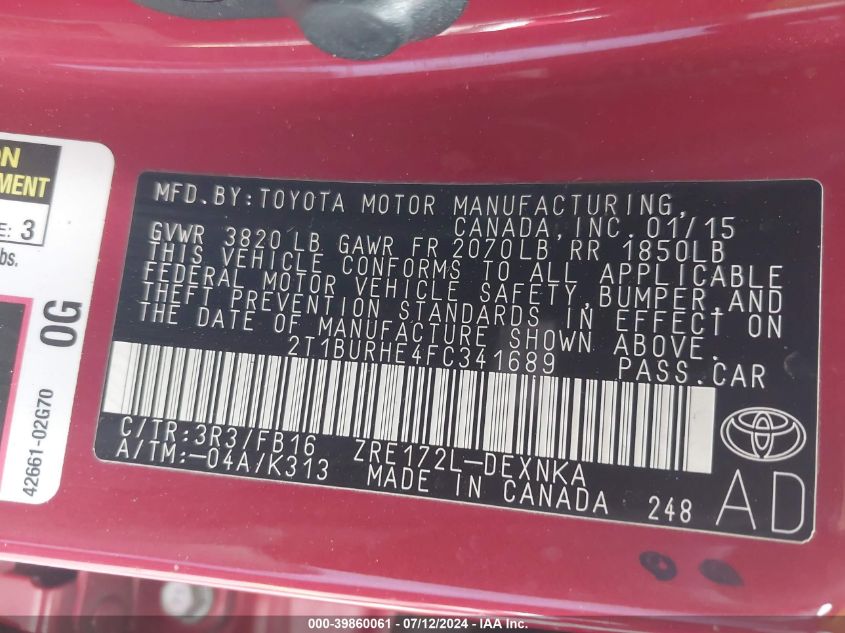 ON
MENT
E: 3
lbs.
0G
42661-02G70
MFD.BY:TOYOTA MOTOR MANUFACTURING,
CANADA, INC. 01/15
GVWR 3820 LB GAWR FR 2070LB RR 1850LB
THIS VEHICLE CONFORMS TO ALL APPLICABLE
FEDERAL MOTOR VEHICLE SAFETY, BUMPER, AND
THEFT PREVENTION STANDARDS IN EFFECT ON
THE DATE OF MANUFACTURE SHOWN ABOVE.
2T1BURHE4FC341689 PASS.CAR
C/TR:3R3/FB16 ZRE172L-DEXNKA
A/TM:-04A/K313 MADE IN CANADA 248
AD
000-39860061 - 07/12/2024 - IAA Inc.